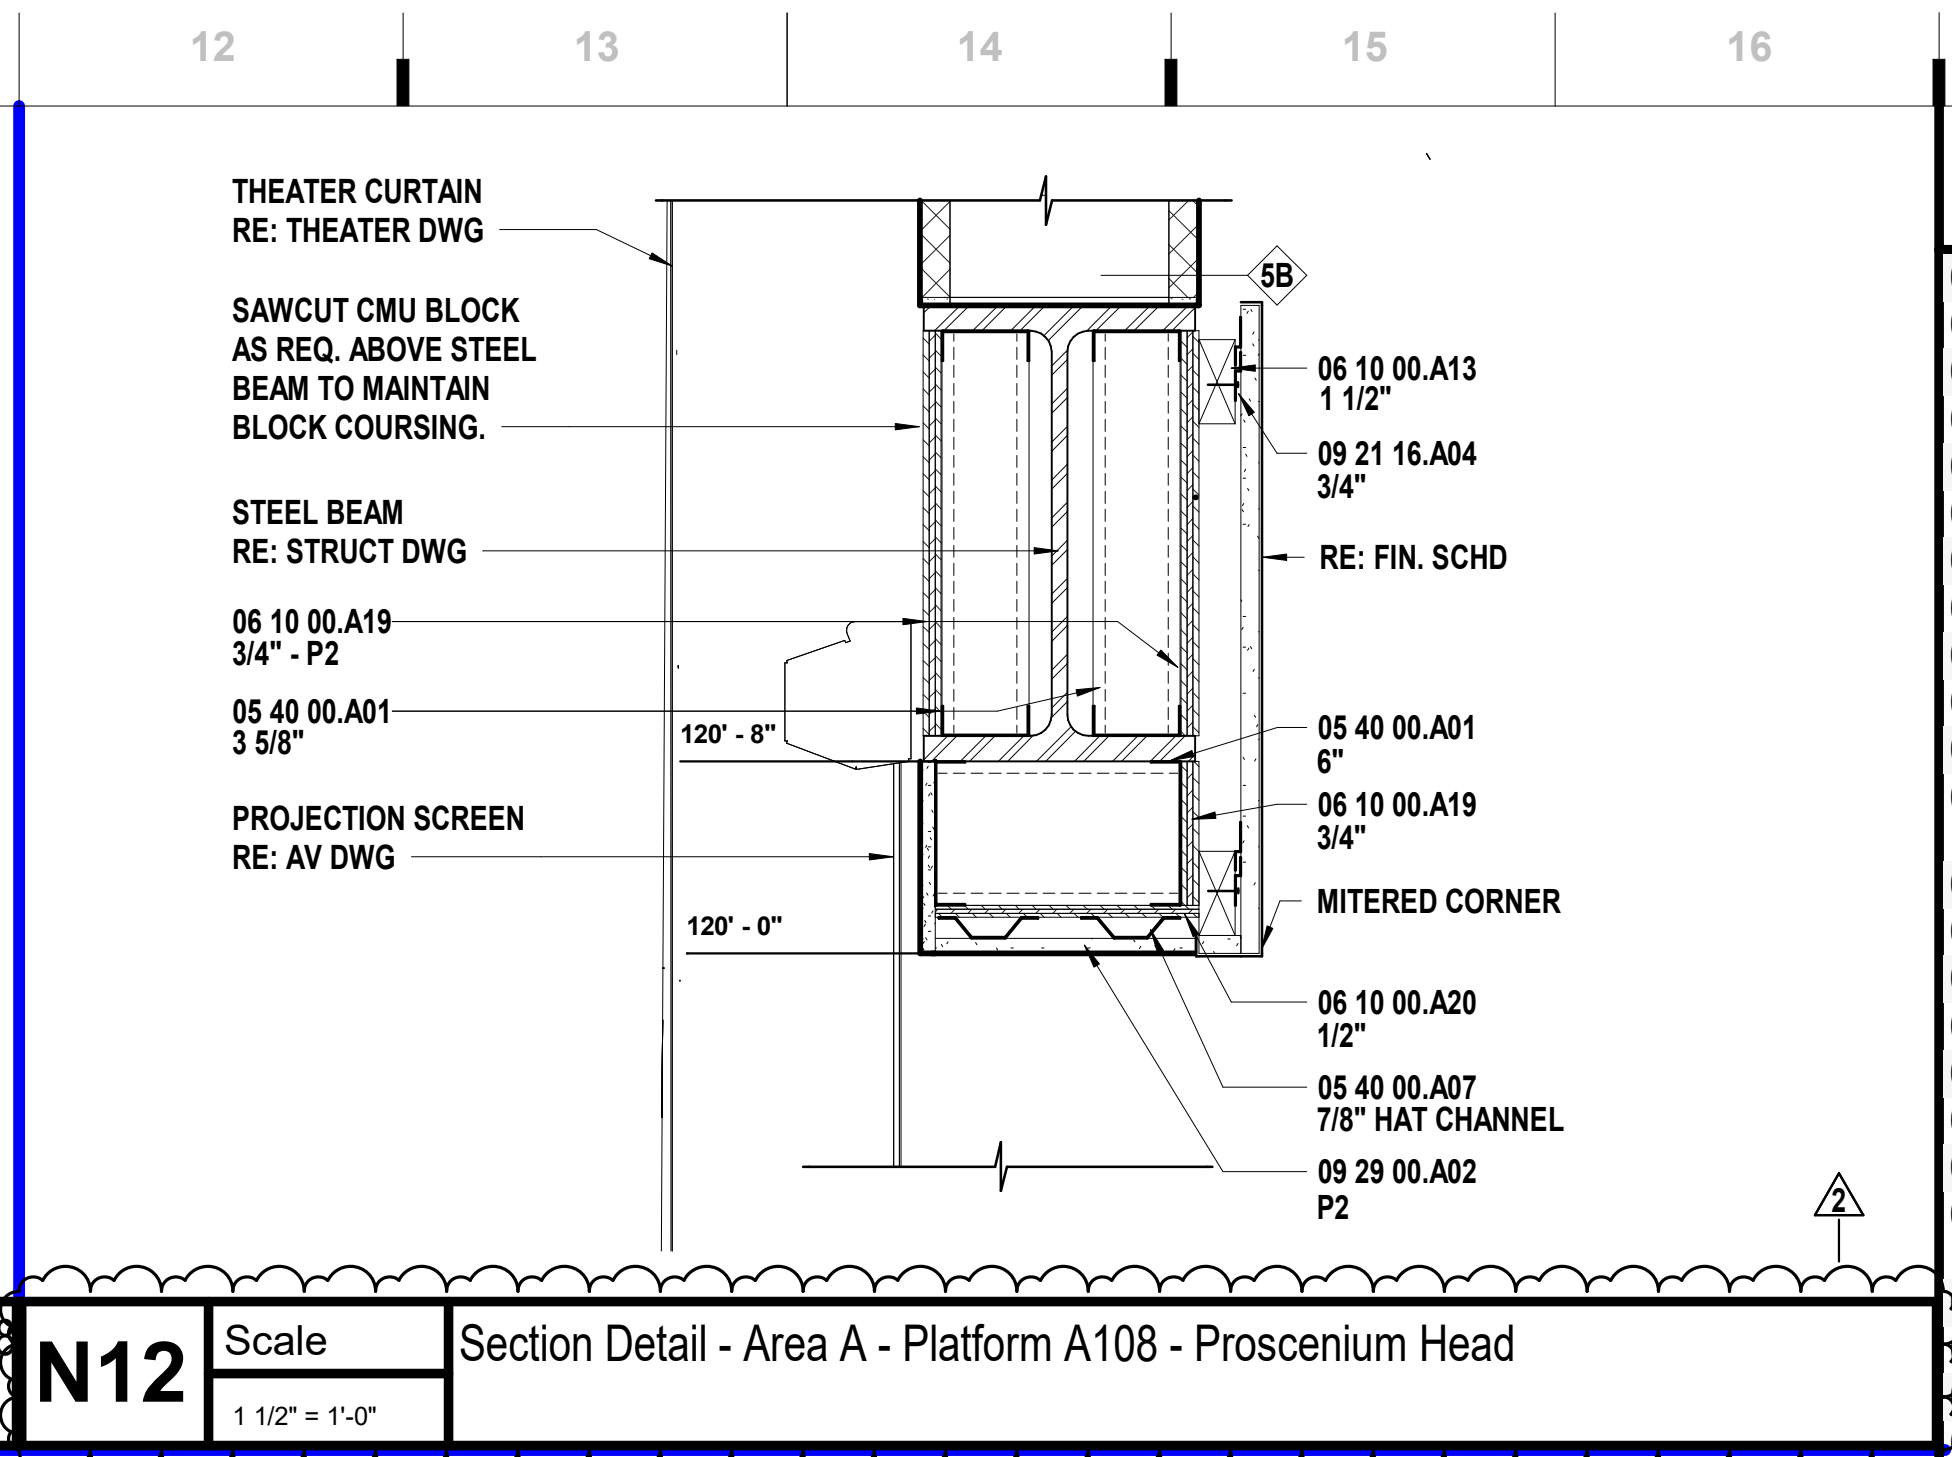 12 13 14 15 16
THEATER CURTAIN
RE: THEATER DWG
SAWCUT CMU BLOCK
AS REQ. ABOVE STEEL
BEAM TO MAINTAIN
BLOCK COURSING.
STEEL BEAM
RE: STRUCT DWG
06 10 00.A19
3/4" - P2
05 40 00.A01
3 5/8"
PROJECTION SCREEN
RE: AV DWG
120' - 8"
120' - 0"
5B
06 10 00.A13
1 1/2"
09 21 16.A04
3/4"
RE: FIN. SCHD
05 40 00.A01
6"
06 10 00.A19
3/4"
MITERED CORNER
06 10 00.A20
1/2"
05 40 00.A07
7/8" HAT CHANNEL
09 29 00.A02
P2
2
N12
Scale
1 1/2" = 1'-0"
Section Detail - Area A - Platform A108 - Proscenium Head